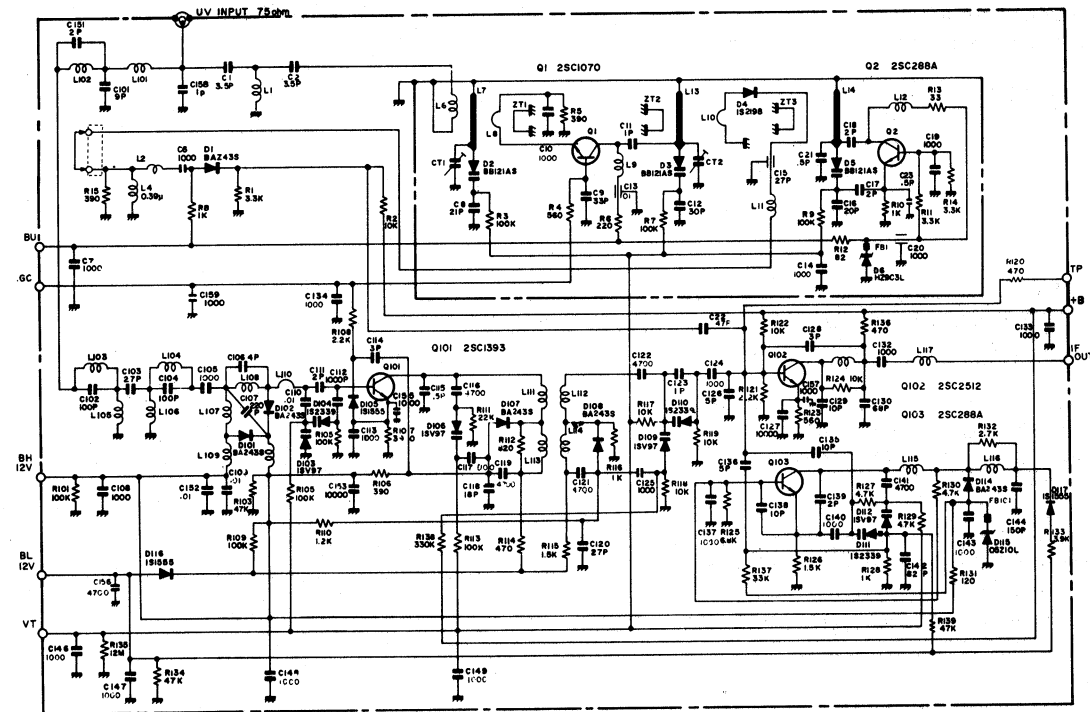 UV INPUT 75ohm
C151
2P
L102
L101
C101
9P
C158
1P
C1
3.5P
C2
3.5P
L1
Q1 2SC1070
Q2 2SC288A
L6
L7
ZT1
C10
1000
R5
390
Q1
C11
1P
ZT2
L13
L10
D4
1S2198
ZT3
L14
C18
2P
L12
R13
33
Q2
C19
1000
L8
CT1
D2
BB121AS
C8
21P
R3
100K
R4
560
C9
33P
L9
C13
.01
R6
220
R7
100K
D3
BB121AS
CT2
C12
30P
C15
27P
L11
C21
.5P
D5
BB121AS
C17
2P
C16
20P
R9
100K
R10
1K
C23
.5P
R11
3.3K
R14
3.3K
R12
82
FB1
C20
1000
C14
1000
D6
HZ9C3L
C6
1000
D1
BAZ43S
L2
L4
0.39μ
R15
390
R8
1K
R1
3.3K
R2
10K
BU
C7
1000
.GC
C159
1000
C134
1000
R108
2.2K
C22
47P
R120
470
TP
+B
C133
1000
IF
OUT
L103
C102
100P
L105
C103
27P
L104
C104
100P
L106
C105
1000
C106 4P
L108
C107
220P
L107
D102
BA243S
D101
BA243S
L109
L110
C110
.01
C111
2P
C112
1000P
D104
1S2339
R105
100K
D103
1SV97
D105
1S1555
C113
1000
C114
3P
Q101
Q101 2SC1393
C115
.5P
C116
4700
D106
1SV97
R111
22K
D107
BA243S
R112
820
L111
L113
L112
C117
C118
18P
C119
4700
D108
BA243S
R116
1K
C121
4700
C122
4700
R117
10K
D109
1SV97
C123
1P
D110
1S2339
R119
10K
C124
1000
C126
5P
R121
2.2K
R122
10K
Q102
C128
3P
C127
1000
C157
1000
R123
560
C129
10P
R124 10K
R136
470
C132
1000
C130
68P
L117
Q102 2SC2512
Q103 2SC288A
BH
12V
R101
100K
C108
1000
C152
.01
R103
47K
C153
10000
R106
390
C125
1000
R118
10K
C136
5P
Q103
C135
10P
C137
1000
R125
6.8K
C138
10P
C139
2P
C140
1000
R127
4.7K
D112
1SV97
C141
4700
D111
1S2339
R129
47K
R128
1K
C142
82P
L115
R130
4.7K
D114
BA243S
R132
2.7K
L116
C143
1000
C144
150P
D115
05Z10L
R131
120
R133
3.9K
BL
12V
D116
1S1555
C156
4700
R109
100K
R110
1.2K
R138
330K
R113
100K
R114
470
R115
1.5K
C120
27P
R137
33K
R126
1.5K
R139
47K
VT
C146
1000
R135
12M
C147
1000
R134
47K
C148
C149